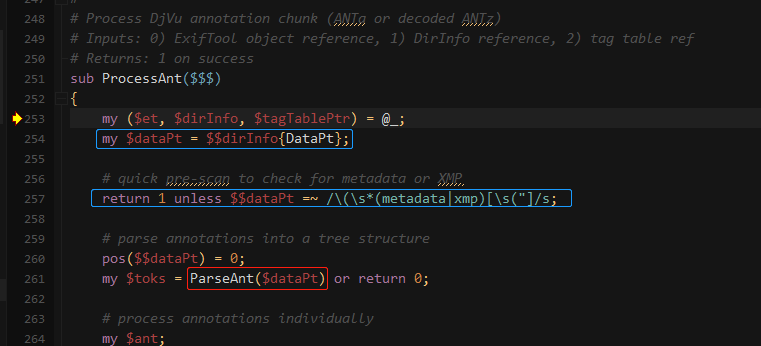 247 #
248 # Process DjVu annotation chunk (ANTa or decoded ANTz)
249 # Inputs: 0) ExifTool object reference, 1) DirInfo reference, 2) tag table ref
250 # Returns: 1 on success
251 sub ProcessAnt($$$)
252 {
253 my ($et, $dirInfo, $tagTablePtr) = @_;
254 my $dataPt = $$dirInfo{DataPt};
255
256 # quick pre-scan to check for metadata or XMP
257 return 1 unless $$dataPt =~ /\(\s*(metadata|xmp)[\s("]/s;
258
259 # parse annotations into a tree structure
260 pos($$dataPt) = 0;
261 my $toks = ParseAnt($dataPt) or return 0;
262
263 # process annotations individually
264 my $ant;